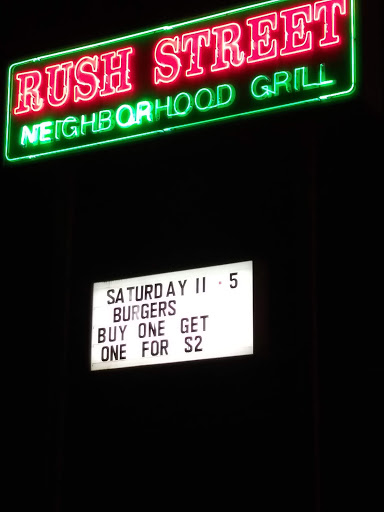 RUSH STREET
NEIGHBORHOOD GRILL
SATURDAY 11 - 5
BURGERS
BUY ONE GET
ONE FOR $2